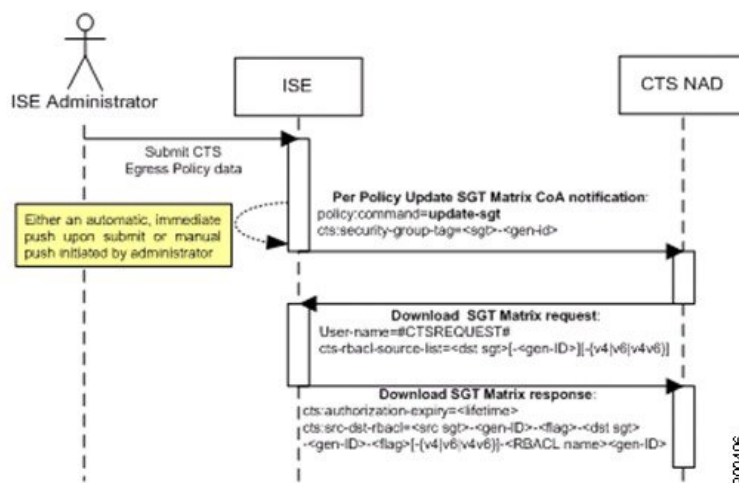 ISE Administrator
ISE
CTS NAD
Submit CTS
Egress Policy data
Either an automatic, immediate
push upon submit or manual
push initiated by administrator
Per Policy Update SGT Matrix CoA notification:
policy:command=update-sgt
cts:security-group-tag=<sgt>-<gen-id>
Download SGT Matrix request:
User-name=#CTSREQUEST#
cts-rbacl-source-list=<dst sgt>[-<gen-ID>][-{v4|v6|v4v6}]
Download SGT Matrix response:
cts:authorization-expiry=<lifetime>
cts:src-dst-rbacl=<src sgt>-<gen-ID>-<flag>-<dst sgt>
-<gen-ID>-<flag>[-{v4|v6|v4v6}]-<RBACL name><gen-ID>